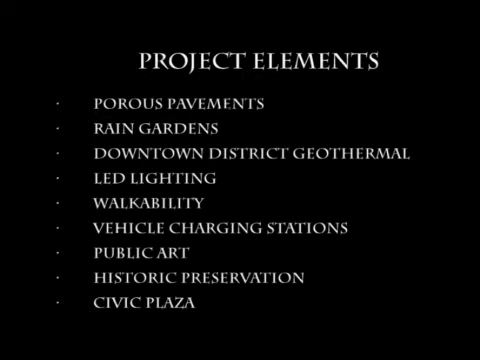 PROJECT ELEMENTS
· POROUS PAVEMENTS
· RAIN GARDENS
· DOWNTOWN DISTRICT GEOTHERMAL
· LED LIGHTING
· WALKABILITY
· VEHICLE CHARGING STATIONS
· PUBLIC ART
· HISTORIC PRESERVATION
· CIVIC PLAZA